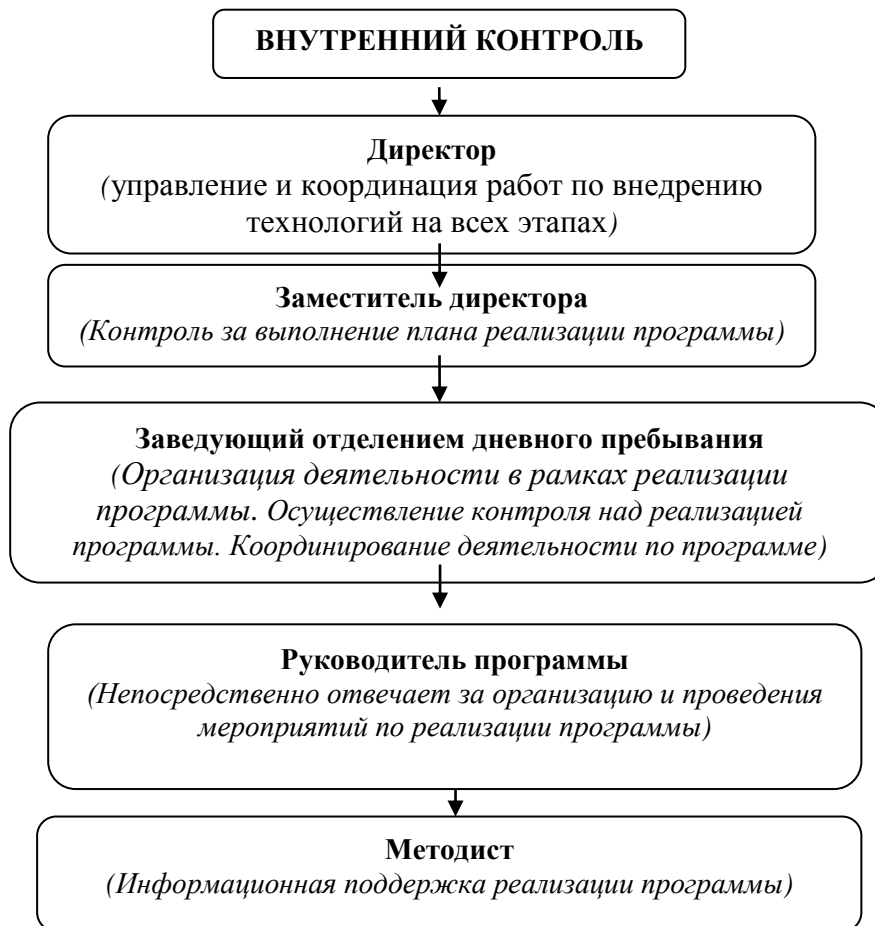 ВНУТРЕННИЙ КОНТРОЛЬ
Директор
(управление и координация работ по внедрению
технологий на всех этапах)
Заместитель директора
(Контроль за выполнение плана реализации программы)
Заведующий отделением дневного пребывания
(Организация деятельности в рамках реализации
программы. Осуществление контроля над реализацией
программы. Координирование деятельности по программе)
Руководитель программы
(Непосредственно отвечает за организацию и проведения
мероприятий по реализации программы)
Методист
(Информационная поддержка реализации программы)